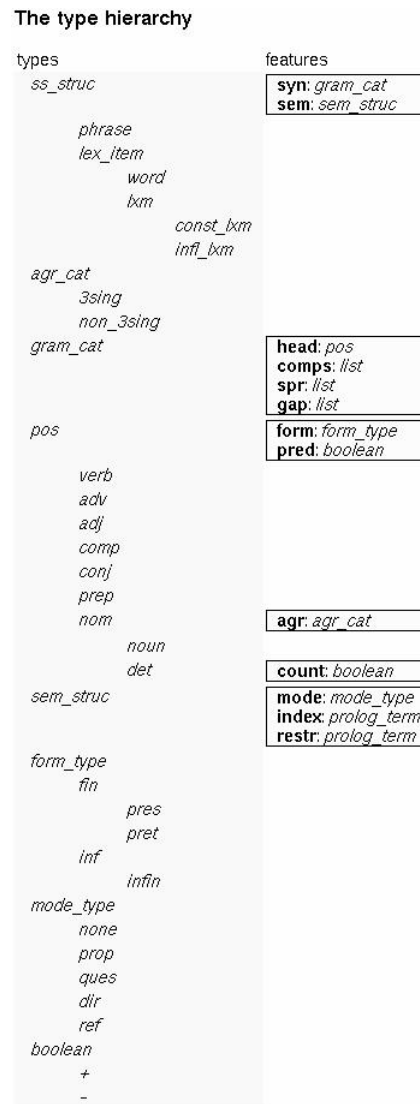 The type hierarchy
types features
ss_struc syn: gram_cat
sem: sem_struc
phrase
lex_item
word
lxm
const_lxm
infl_lxm
agr_cat
3sing
non_3sing
gram_cat head: pos
comps: list
spr: list
gap: list
pos form: form_type
pred: boolean
verb
adv
adj
comp
conj
prep
nom agr: agr_cat
noun
det count: boolean
sem_struc mode: mode_type
index: prolog_term
restr: prolog_term
form_type
fin
pres
pret
inf
infin
mode_type
none
prop
ques
dir
ref
boolean
+
-